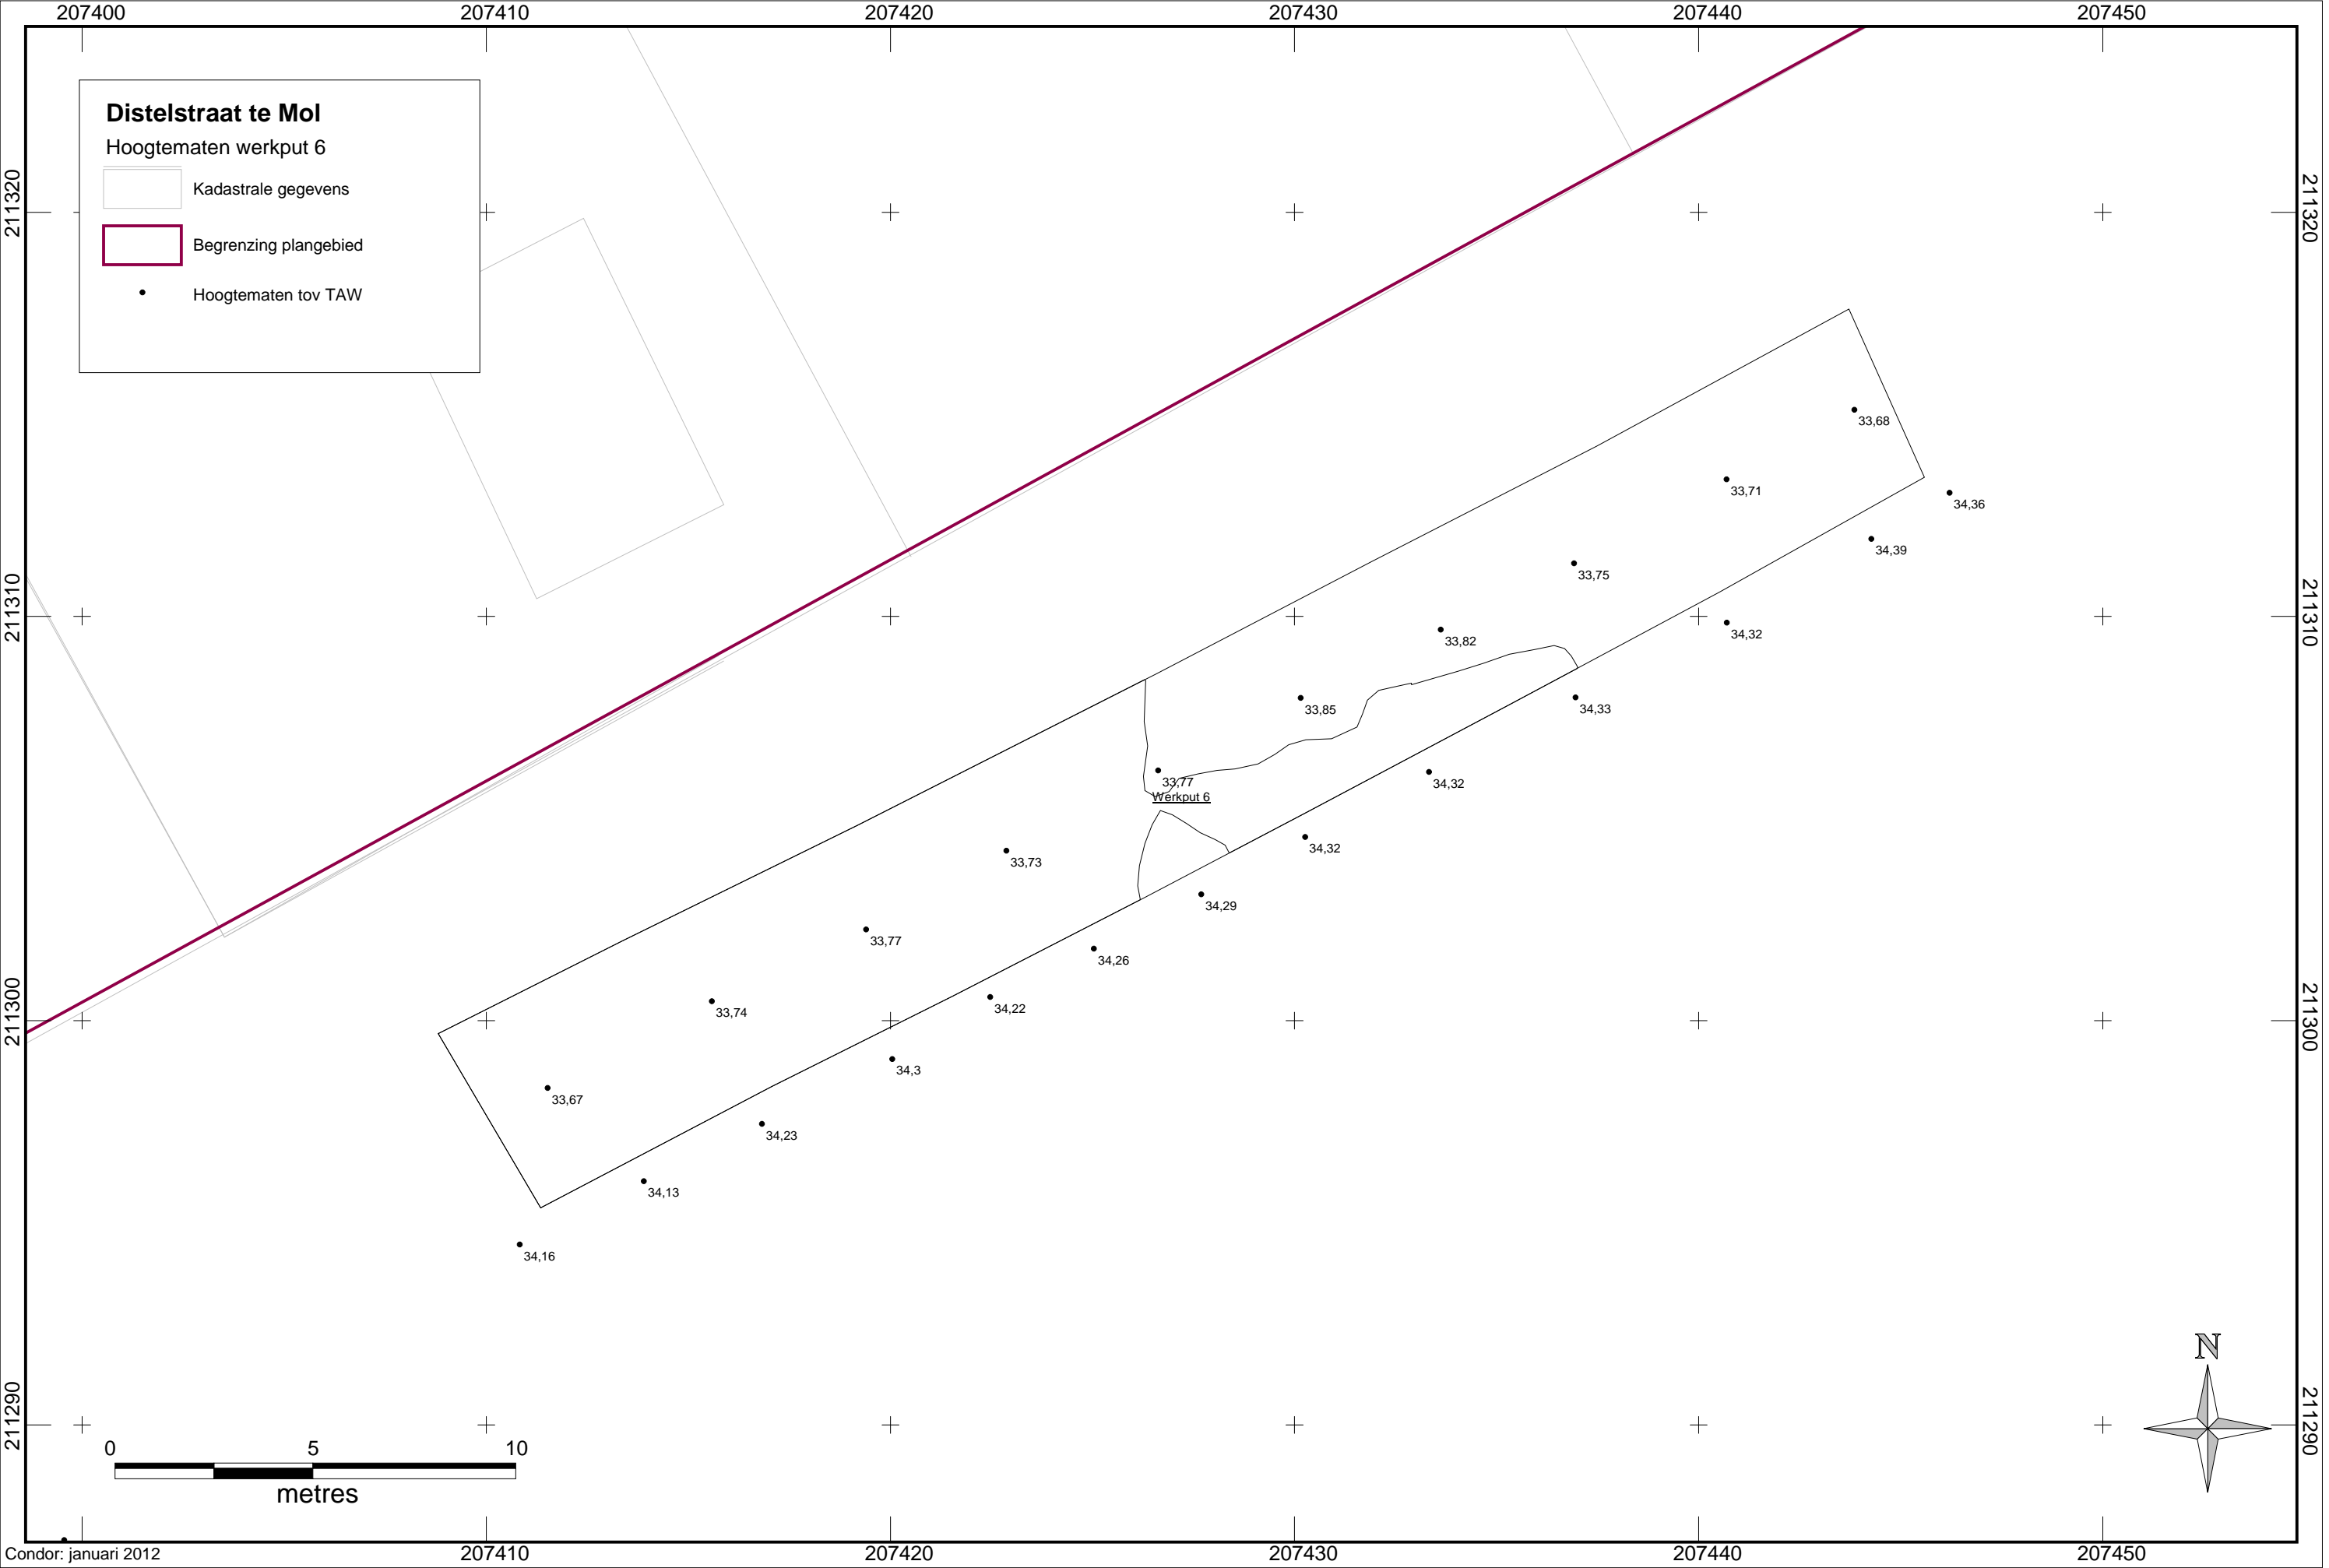 207400 207410 207420 207430 207440 207450
Distelstraat te Mol
Hoogtematen werkput 6
Kadastrale gegevens
Begrenzing plangebied
Hoogtematen tov TAW
211320 211320
33,68
33,71
34,36
34,39
33,75
211310 211310
33,82
34,32
33,85
34,33
33,77
34,32
Werkput 6
34,32
33,73
34,29
33,77
34,26
211300 211300
33,74
34,22
34,3
33,67
34,23
34,13
34,16
N
211290 211290
0 5 10
metres
Condor: januari 2012
207410 207420 207430 207440 207450